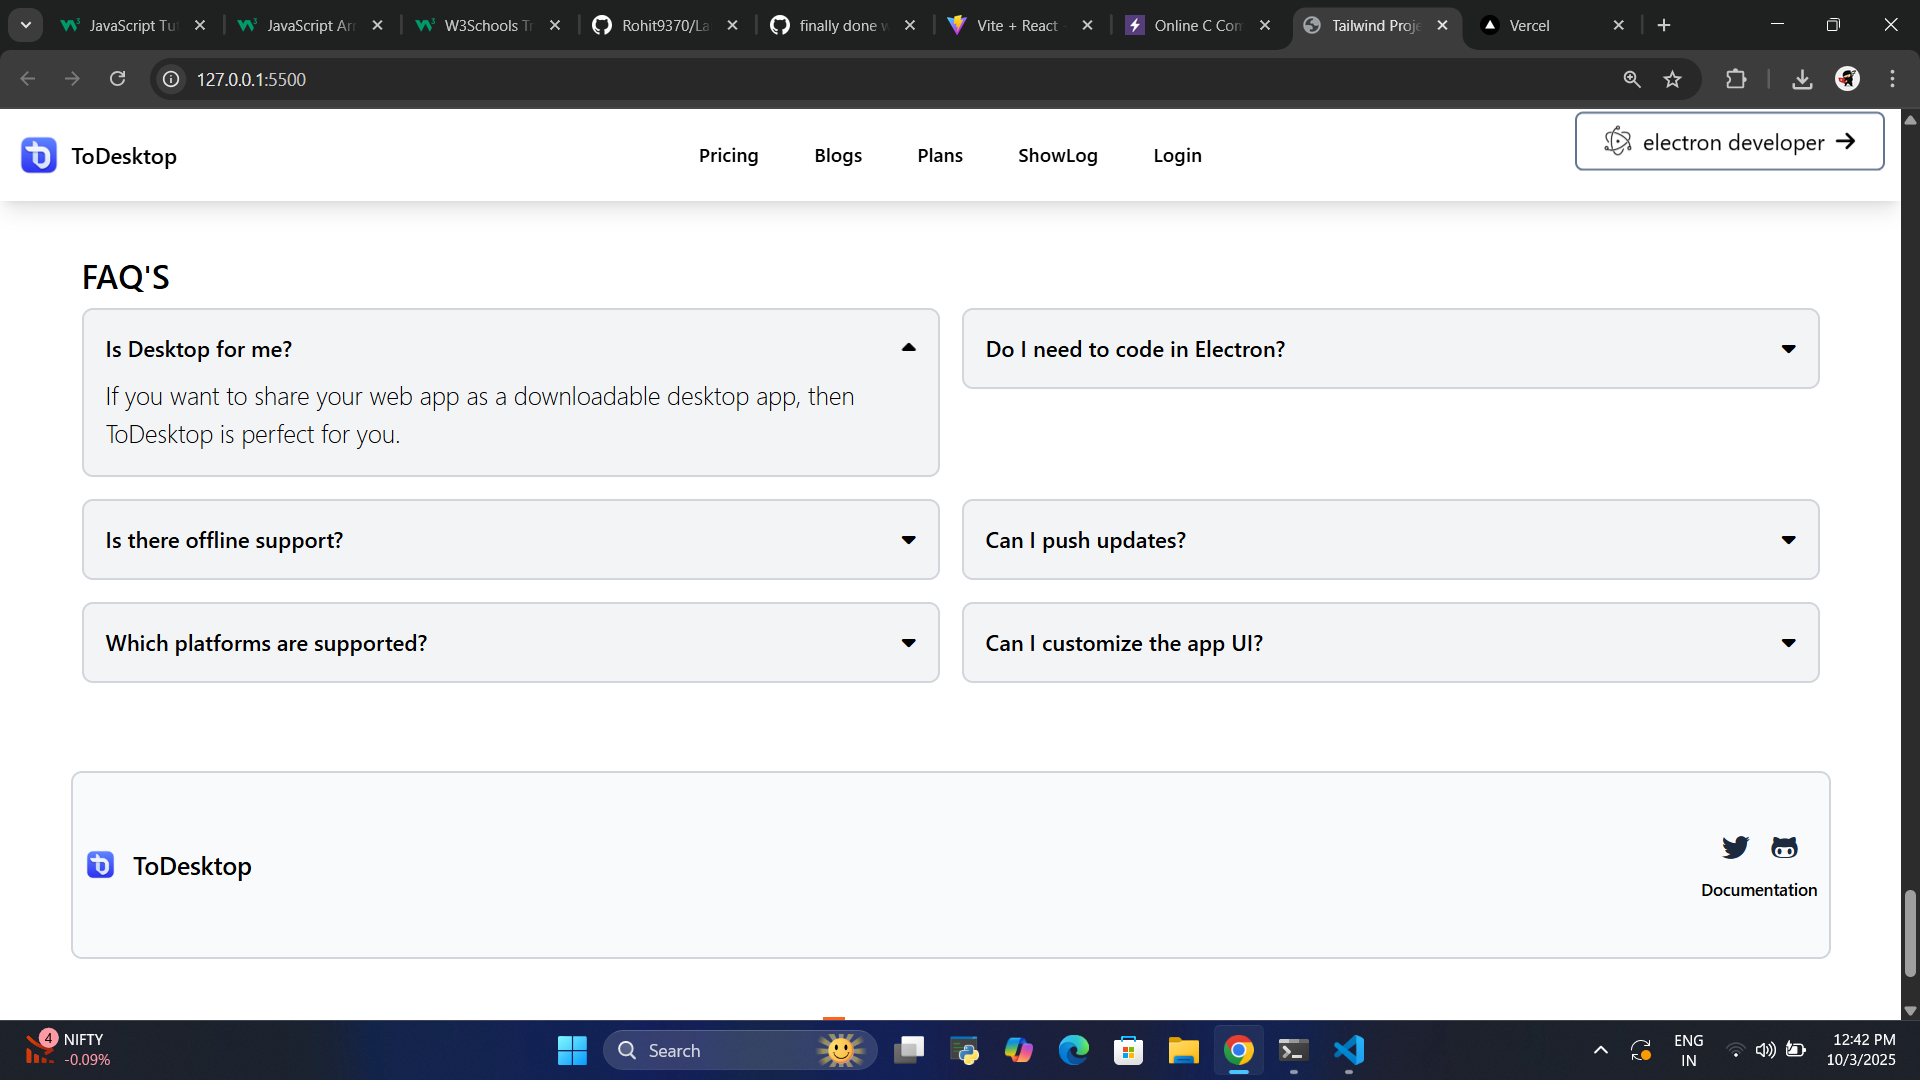 JavaScript Tu
JavaScript Ar
W3Schools Tr
Rohit9370/La
finally done w
Vite + React
Online C Com
Tailwind Proje
Vercel
127.0.0.1:5500
ToDesktop
Pricing
Blogs
Plans
ShowLog
Login
electron developer
FAQ'S
Is Desktop for me?
If you want to share your web app as a downloadable desktop app, then
ToDesktop is perfect for you.
Do I need to code in Electron?
Is there offline support?
Can I push updates?
Which platforms are supported?
Can I customize the app UI?
ToDesktop
Documentation
4
NIFTY
-0.09%
Search
ENG
IN
12:42 PM
10/3/2025